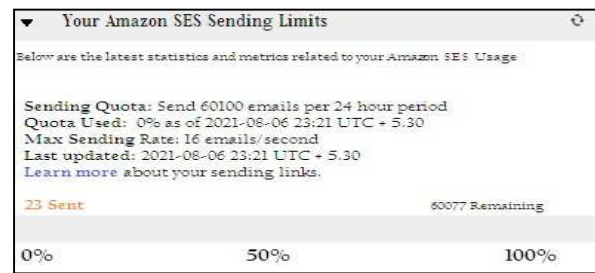 Your Amazon SES Sending Limits
Below are the latest statistics and metrics related to your Amazon SES Usage
Sending Quota: Send 60100 emails per 24 hour period
Quota Used: 0% as of 2021-08-06 23:21 UTC + 5.30
Max Sending Rate: 16 emails/second
Last updated: 2021-08-06 23:21 UTC + 5.30
Learn more about your sending links.
23 Sent 60077 Remaining
0% 50% 100%